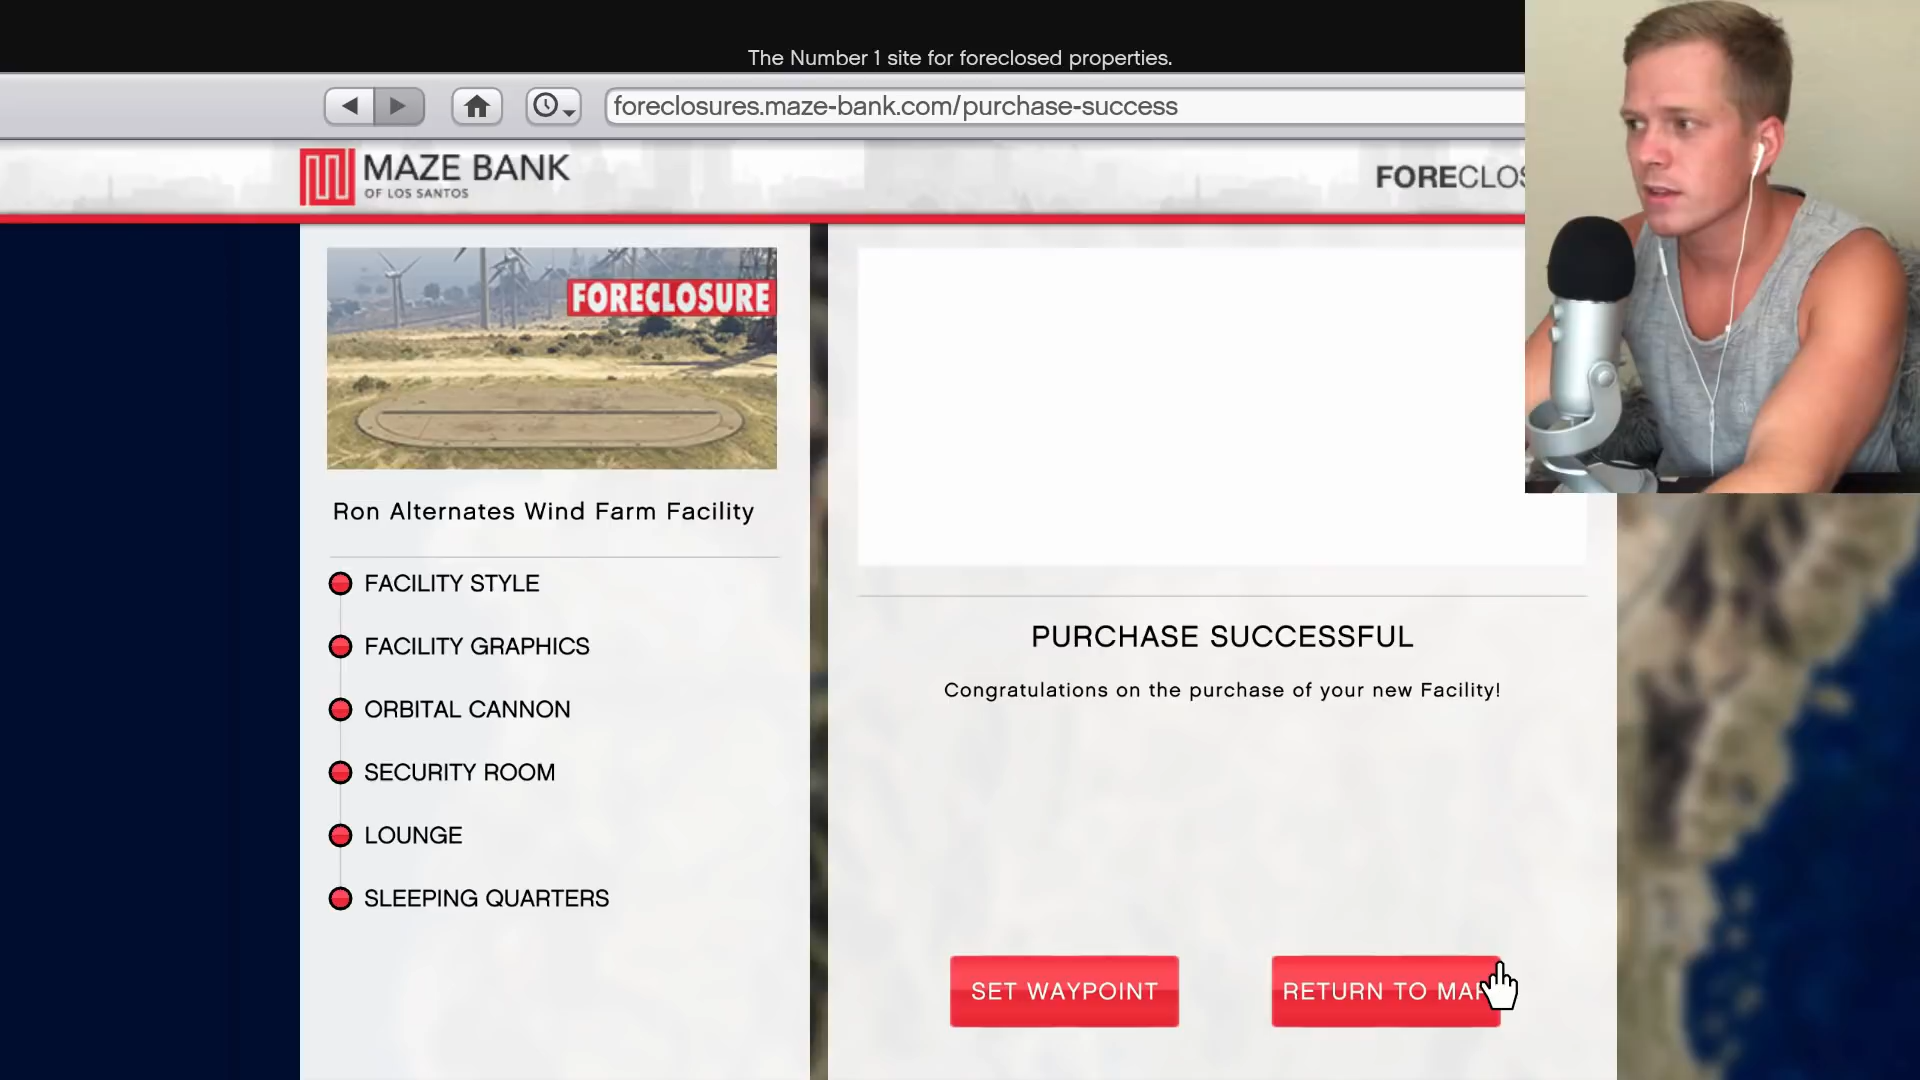 The Number 1 site for foreclosed properties.
foreclosures.maze-bank.com/purchase-success
MAZE BANK
OF LOS SANTOS
FORECLOS
FORECLOSURE
Ron Alternates Wind Farm Facility
FACILITY STYLE
FACILITY GRAPHICS
ORBITAL CANNON
SECURITY ROOM
LOUNGE
SLEEPING QUARTERS
PURCHASE SUCCESSFUL
Congratulations on the purchase of your new Facility!
SET WAYPOINT
RETURN TO MAP